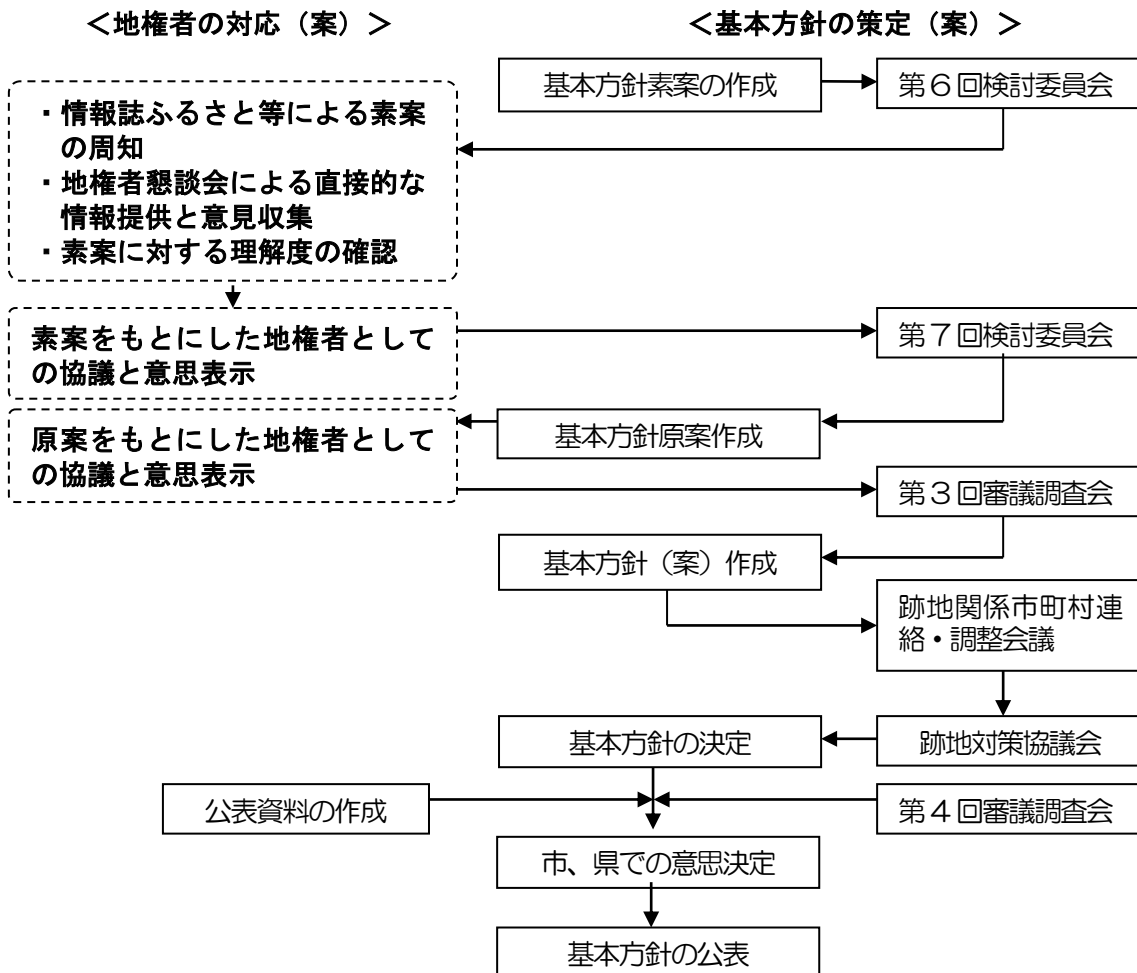 ＜地権者の対応（案）＞
＜基本方針の策定（案）＞
基本方針素案の作成
第６回検討委員会
・情報誌ふるさと等による素案
の周知
・地権者懇談会による直接的な
情報提供と意見収集
・素案に対する理解度の確認
素案をもとにした地権者として
の協議と意思表示
第７回検討委員会
原案をもとにした地権者として
の協議と意思表示
基本方針原案作成
第３回審議調査会
基本方針（案）作成
跡地関係市町村連
絡・調整会議
基本方針の決定
跡地対策協議会
公表資料の作成
第４回審議調査会
市、県での意思決定
基本方針の公表